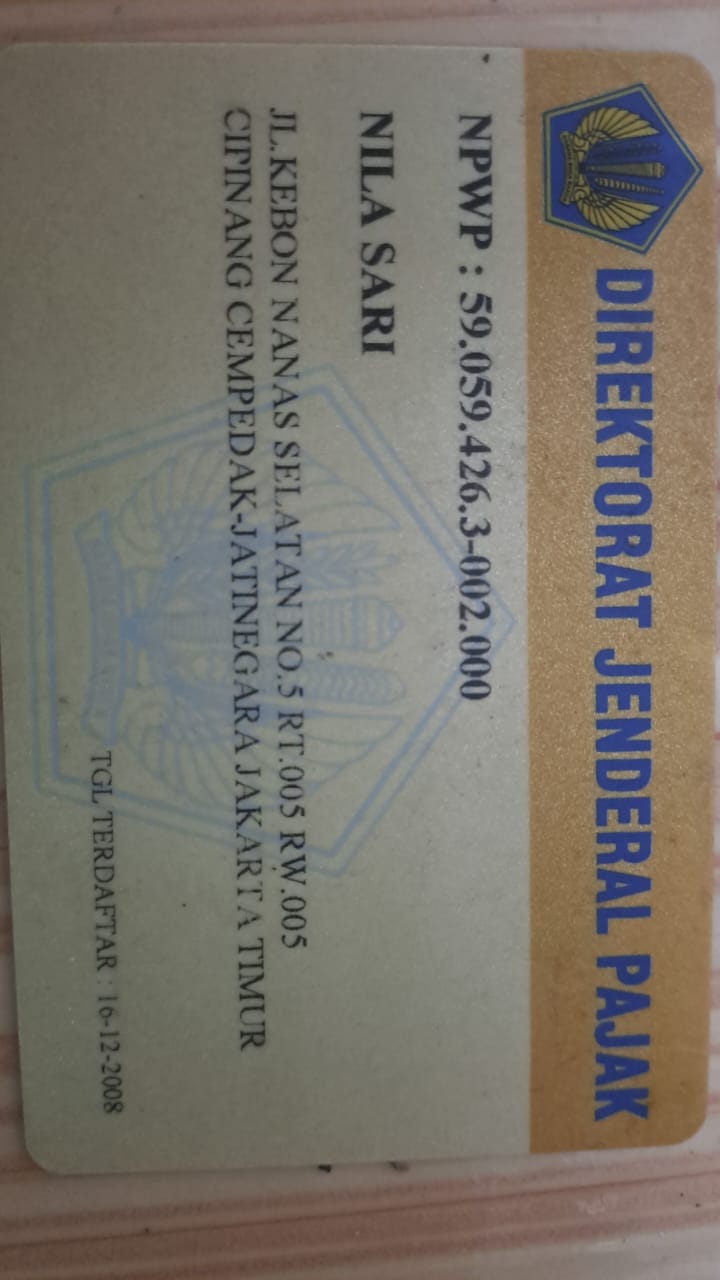 DIREKTORAT JENDERAL PAJAK
NPWP : 59.059.426.3-002.000
NILA SARI
JL.KEBON NANAS SELATAN NO.5 RT.005 RW.005
CIPINANG CEMPEDAK-JATINEGARA JAKARTA TIMUR
TGL TERDAFTAR : 16-12-2008